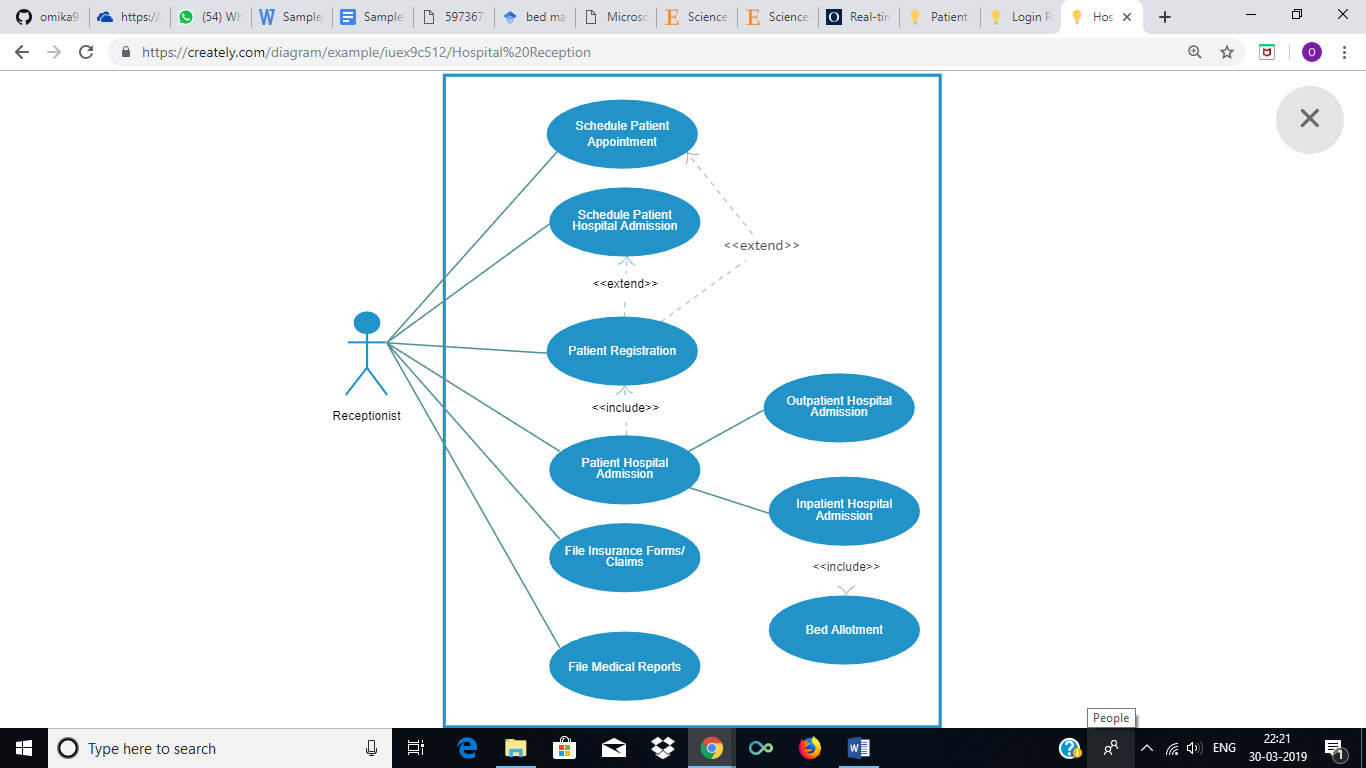 omika9
https://
(54) Wh
Sample
Sample
597367
bed ma
Microsc
Science
Science
Real-tin
Patient
Login P
Hos
https://creately.com/diagram/example/iuex9c512/Hospital%20Reception
Schedule Patient
Appointment
Schedule Patient
Hospital Admission
<<extend>>
<<extend>>
Patient Registration
Receptionist
<<include>>
Outpatient Hospital
Admission
Patient Hospital
Admission
Inpatient Hospital
Admission
File Insurance Forms/
Claims
<<include>>
Bed Allotment
File Medical Reports
People
Type here to search
ENG
22:21
30-03-2019
1